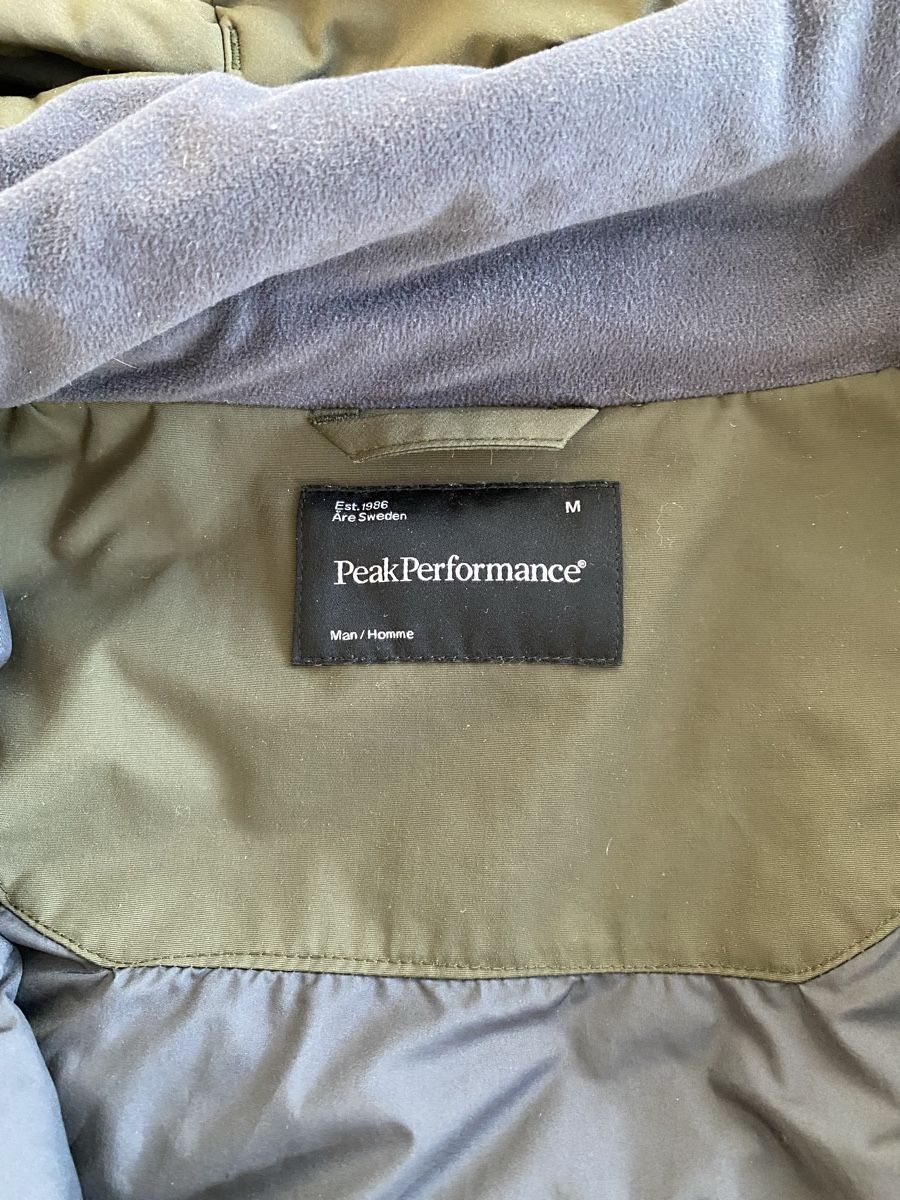 Est. 1986 M
Åre Sweden
PeakPerformance®
Man / Homme